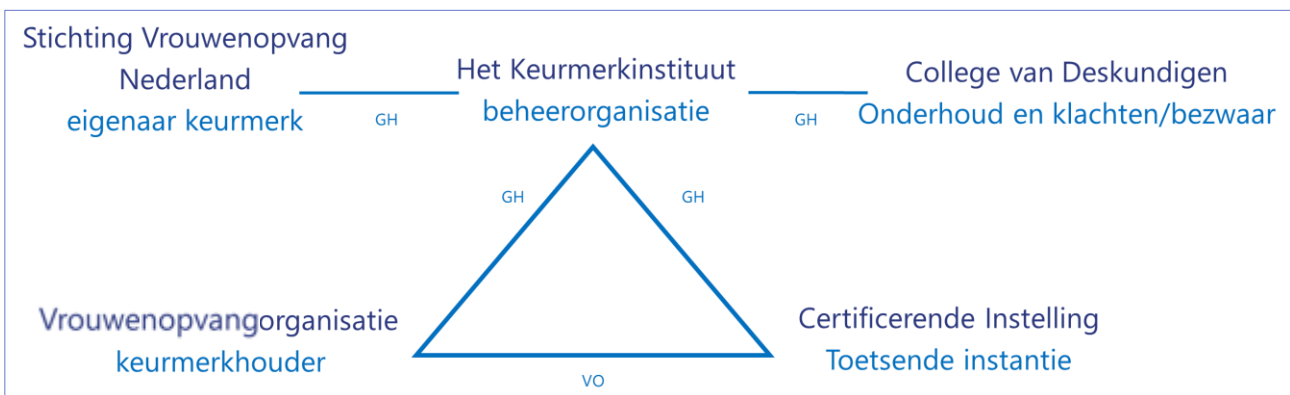 Stichting Vrouwenopvang
Nederland
eigenaar keurmerk
GH
Het Keurmerkinstituut
beheerorganisatie
GH
College van Deskundigen
Onderhoud en klachten/bezwaar
GH
GH
Vrouwenopvangorganisatie
keurmerkhouder
Certificerende Instelling
Toetsende instantie
VO